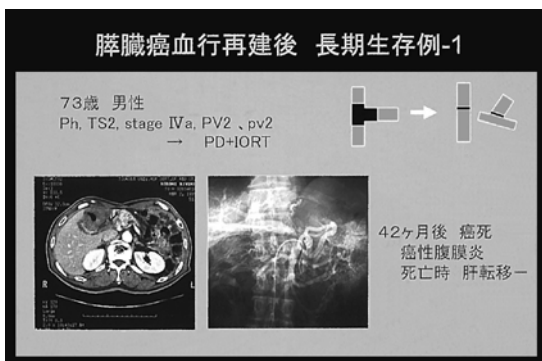 膵臓癌血行再建後 長期生存例-1
73歳 男性
Ph, TS2, stage Ⅳa, PV2 、pv2
→ PD+IORT
42ヶ月後 癌死
癌性腹膜炎
死亡時 肝転移ー
R
L